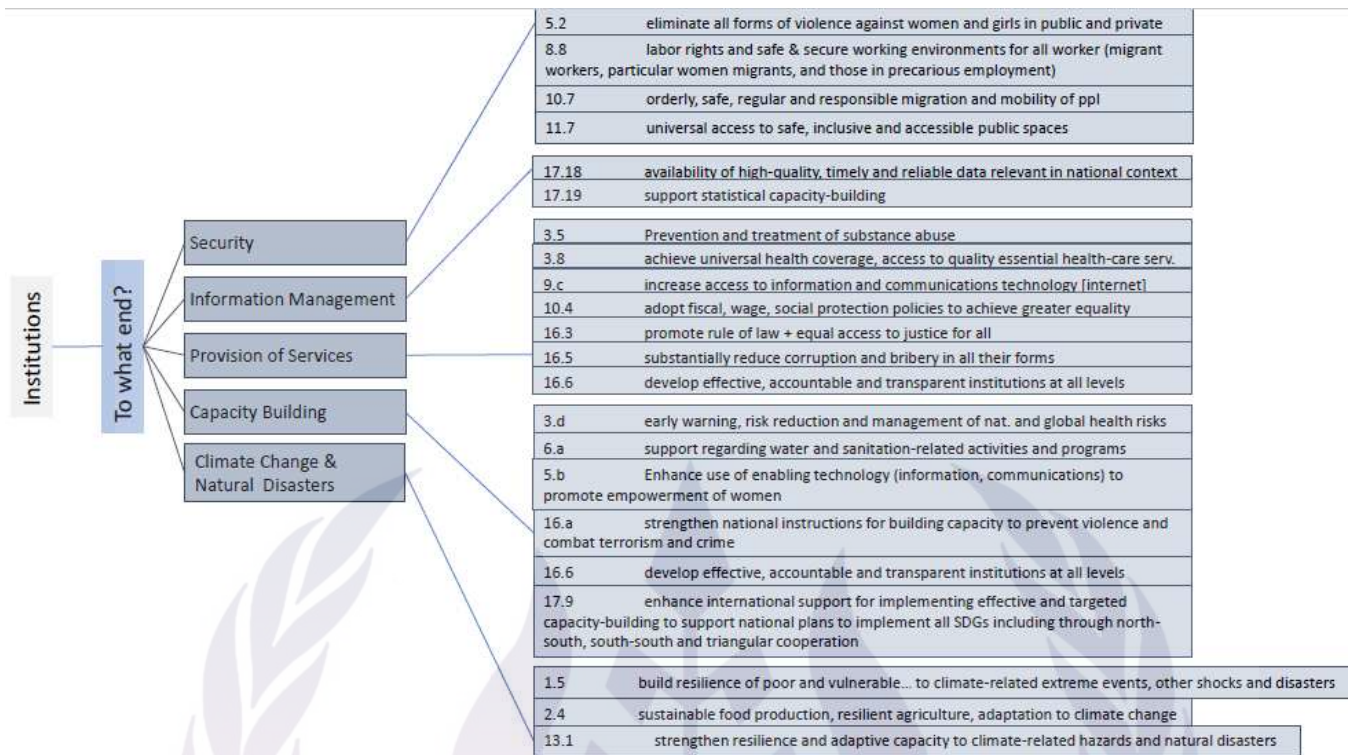 Institutions
To what end?
Security
Information Management
Provision of Services
Capacity Building
Climate Change &
Natural Disasters
5.2 eliminate all forms of violence against women and girls in public and private
8.8 labor rights and safe & secure working environments for all worker (migrant
workers, particular women migrants, and those in precarious employment)
10.7 orderly, safe, regular and responsible migration and mobility of ppl
11.7 universal access to safe, inclusive and accessible public spaces
17.18 availability of high-quality, timely and reliable data relevant in national context
17.19 support statistical capacity-building
3.5 Prevention and treatment of substance abuse
3.8 achieve universal health coverage, access to quality essential health-care serv.
9.c increase access to information and communications technology [internet]
10.4 adopt fiscal, wage, social protection policies to achieve greater equality
16.3 promote rule of law + equal access to justice for all
16.5 substantially reduce corruption and bribery in all their forms
16.6 develop effective, accountable and transparent institutions at all levels
3.d early warning, risk reduction and management of nat. and global health risks
6.a support regarding water and sanitation-related activities and programs
5.b Enhance use of enabling technology (information, communications) to
promote empowerment of women
16.a strengthen national instructions for building capacity to prevent violence and
combat terrorism and crime
16.6 develop effective, accountable and transparent institutions at all levels
17.9 enhance international support for implementing effective and targeted
capacity-building to support national plans to implement all SDGs including through north-
south, south-south and triangular cooperation
1.5 build resilience of poor and vulnerable... to climate-related extreme events, other shocks and disasters
2.4 sustainable food production, resilient agriculture, adaptation to climate change
13.1 strengthen resilience and adaptive capacity to climate-related hazards and natural disasters